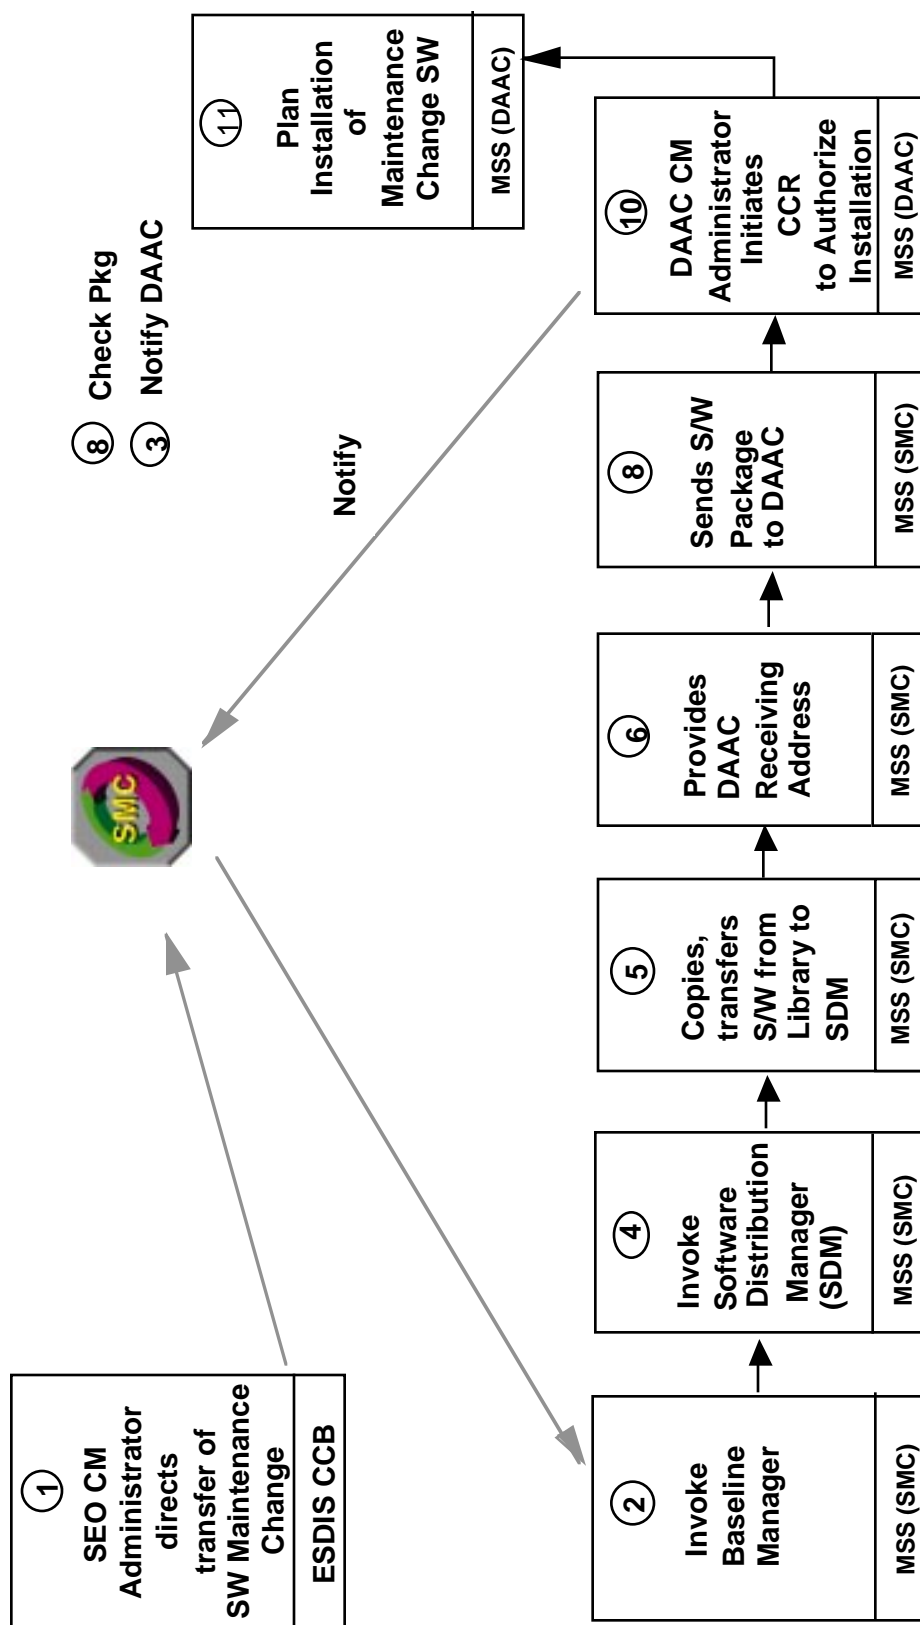 1
SEO CM
Administrator
directs
transfer of
SW Maintenance
Change
ESDIS CCB
SMC
8 Check Pkg
3 Notify DAAC
Notify
11
Plan
Installation
of
Maintenance
Change SW
MSS (DAAC)
2
Invoke
Baseline
Manager
MSS (SMC)
4
Invoke
Software
Distribution
Manager
(SDM)
MSS (SMC)
5
Copies,
transfers
S/W from
Library to
SDM
MSS (SMC)
6
Provides
DAAC
Receiving
Address
MSS (SMC)
8
Sends S/W
Package
to DAAC
MSS (SMC)
10
DAAC CM
Administrator
Initiates
CCR
to Authorize
Installation
MSS (DAAC)